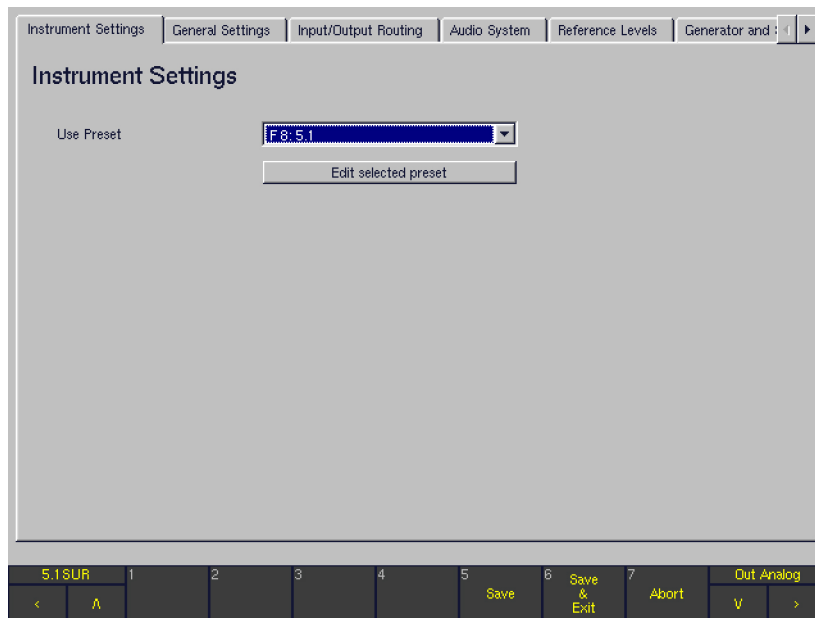 Instrument Settings General Settings Input/Output Routing Audio System Reference Levels Generator and
Instrument Settings
Use Preset F 8: 5.1
Edit selected preset
5.1SUR 1 2 3 4 5 6 7 Out Analog
< Λ Save Save & Exit Abort V >